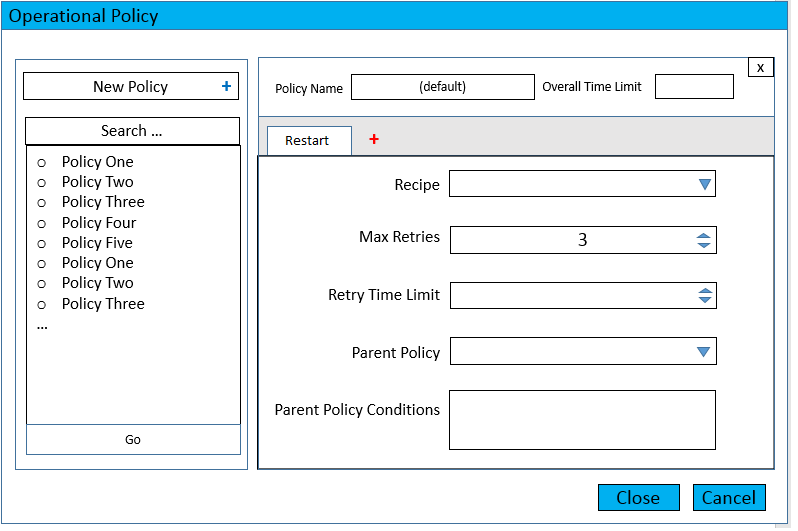 Operational Policy
New Policy +
Search ...
o Policy One
o Policy Two
o Policy Three
o Policy Four
o Policy Five
o Policy One
o Policy Two
o Policy Three
...
Go
x
Policy Name (default) Overall Time Limit
Restart +
Recipe
Max Retries 3
Retry Time Limit
Parent Policy
Parent Policy Conditions
Close Cancel